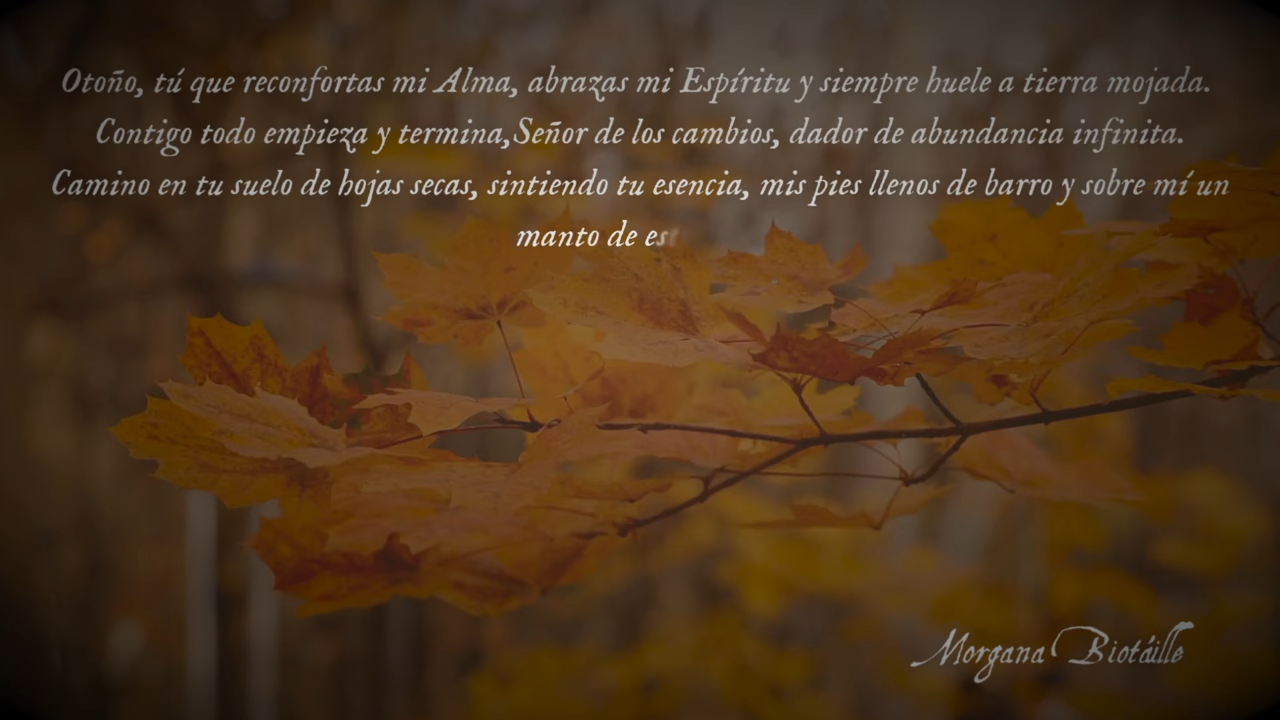 Otoño, tú que reconfortas mi Alma, abrazas mi Espíritu y siempre huele a tierra mojada.
Contigo todo empieza y termina,Señor de los cambios, dador de abundancia infinita.
Camino en tu suelo de hojas secas, sintiendo tu esencia, mis pies llenos de barro y sobre mí un
manto de est
Morgana Biotáille